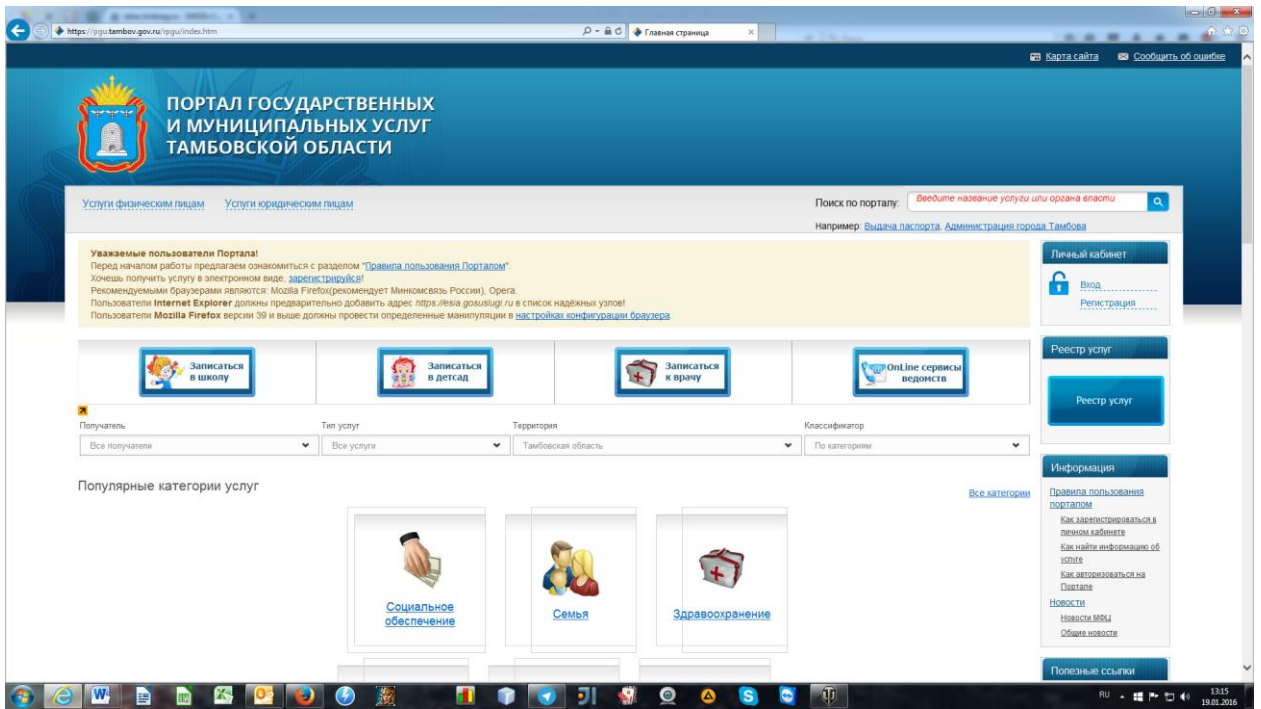 https://pgu.tambov.gov.ru/rpgu/index.htm
Главная страница
Карта сайта Сообщить об ошибке
ПОРТАЛ ГОСУДАРСТВЕННЫХ
И МУНИЦИПАЛЬНЫХ УСЛУГ
ТАМБОВСКОЙ ОБЛАСТИ
Услуги физическим лицам Услуги юридическим лицам
Поиск по порталу: Введите название услуги или органа власти
Например: Выдача паспорта, Администрация города Тамбова
Уважаемые пользователи Портала!
Перед началом работы предлагаем ознакомиться с разделом "Правила пользования Порталом".
Хочешь получить услугу в электронном виде, зарегистрируйся!
Рекомендуемыми браузерами являются: Mozilla Firefox(рекомендует Минкомсвязь России), Opera.
Пользователи Internet Explorer должны предварительно добавить адрес https://esia.gosuslugi.ru в список надёжных узлов!
Пользователи Mozilla Firefox версии 39 и выше должны провести определенные манипуляции в настройках конфигурации браузера
Личный кабинет
Вход
Регистрация
Записаться
в школу
Записаться
в детсад
Записаться
к врачу
OnLine сервисы
ведомств
Реестр услуг
Реестр услуг
Получатель Тип услуг Территория Классификатор
Все получатели Все услуги Тамбовская область По категориям
Популярные категории услуг
Все категории
Социальное
обеспечение
Семья
Здравоохранение
Информация
Правила пользования
порталом
Как зарегистрироваться в
личном кабинете
Как найти информацию об
услуге
Как авторизоваться на
Портале
Новости
Новости МФЦ
Общие новости
Полезные ссылки
RU
13:15
19.01.2016